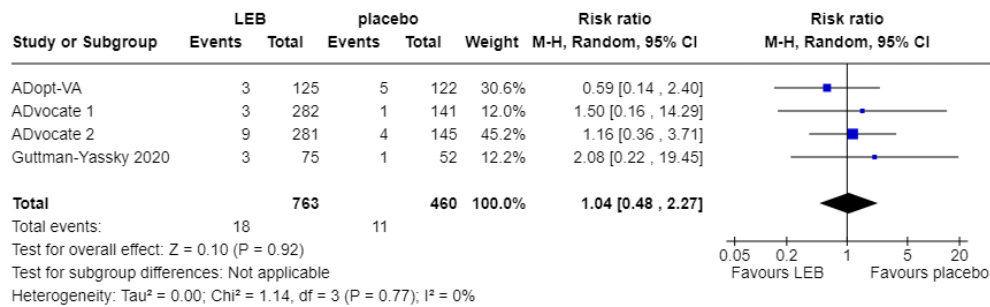 LEB placebo Risk ratio Risk ratio
Study or Subgroup Events Total Events Total Weight M-H, Random, 95% CI M-H, Random, 95% CI
ADopt-VA 3 125 5 122 30.6% 0.59 [0.14 , 2.40]
ADvocate 1 3 282 1 141 12.0% 1.50 [0.16 , 14.29]
ADvocate 2 9 281 4 145 45.2% 1.16 [0.36 , 3.71]
Guttman-Yassky 2020 3 75 1 52 12.2% 2.08 [0.22 , 19.45]
Total 763 460 100.0% 1.04 [0.48 , 2.27]
Total events: 18 11
Test for overall effect: Z = 0.10 (P = 0.92)
Test for subgroup differences: Not applicable
Heterogeneity: Tau² = 0.00; Chi² = 1.14, df = 3 (P = 0.77); I² = 0%
0.05 0.2 1 5 20
Favours LEB Favours placebo